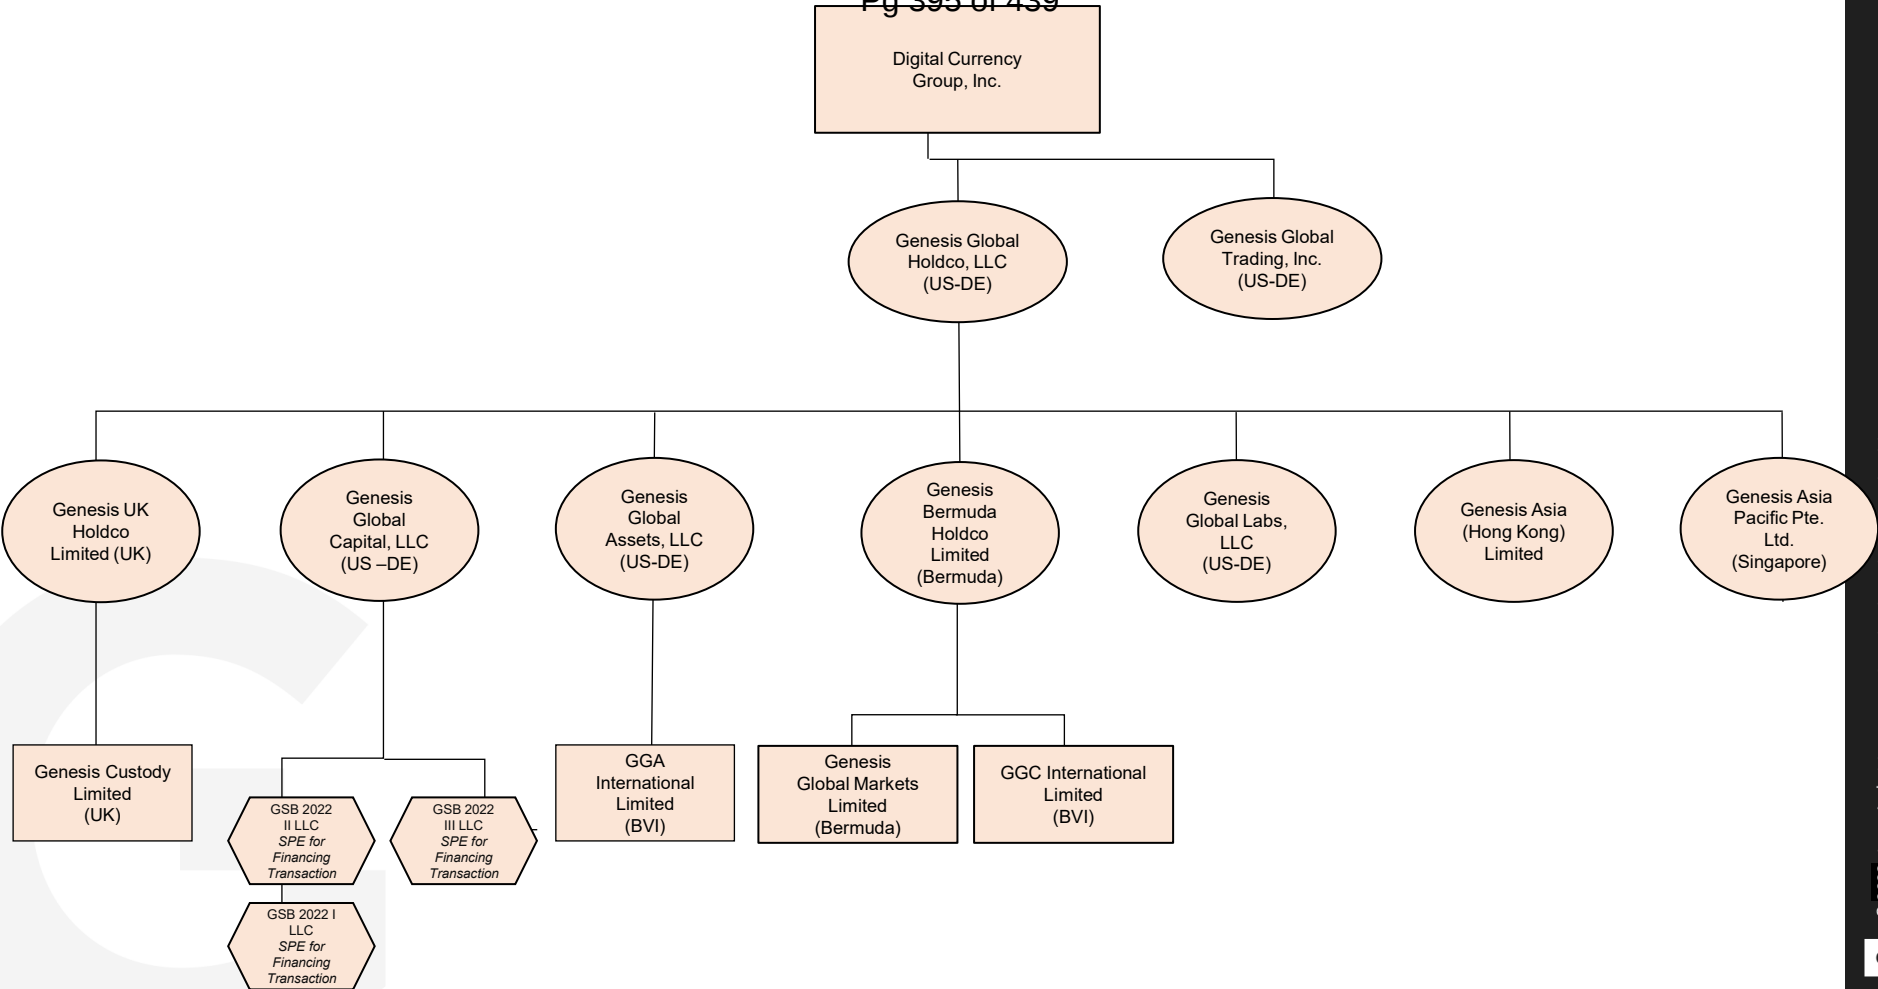 Pg 395 of 439
Digital Currency
Group, Inc.
Genesis Global
Holdco, LLC
(US-DE)
Genesis Global
Trading, Inc.
(US-DE)
Genesis UK
Holdco
Limited (UK)
Genesis
Global
Capital, LLC
(US –DE)
Genesis
Global
Assets, LLC
(US-DE)
Genesis
Bermuda
Holdco
Limited
(Bermuda)
Genesis
Global Labs,
LLC
(US-DE)
Genesis Asia
(Hong Kong)
Limited
Genesis Asia
Pacific Pte.
Ltd.
(Singapore)
Genesis Custody
Limited
(UK)
GSB 2022
II LLC
SPE for
Financing
Transaction
GSB 2022
III LLC
SPE for
Financing
Transaction
GGA
International
Limited
(BVI)
Genesis
Global Markets
Limited
(Bermuda)
GGC International
Limited
(BVI)
GSB 2022 I
LLC
SPE for
Financing
Transaction